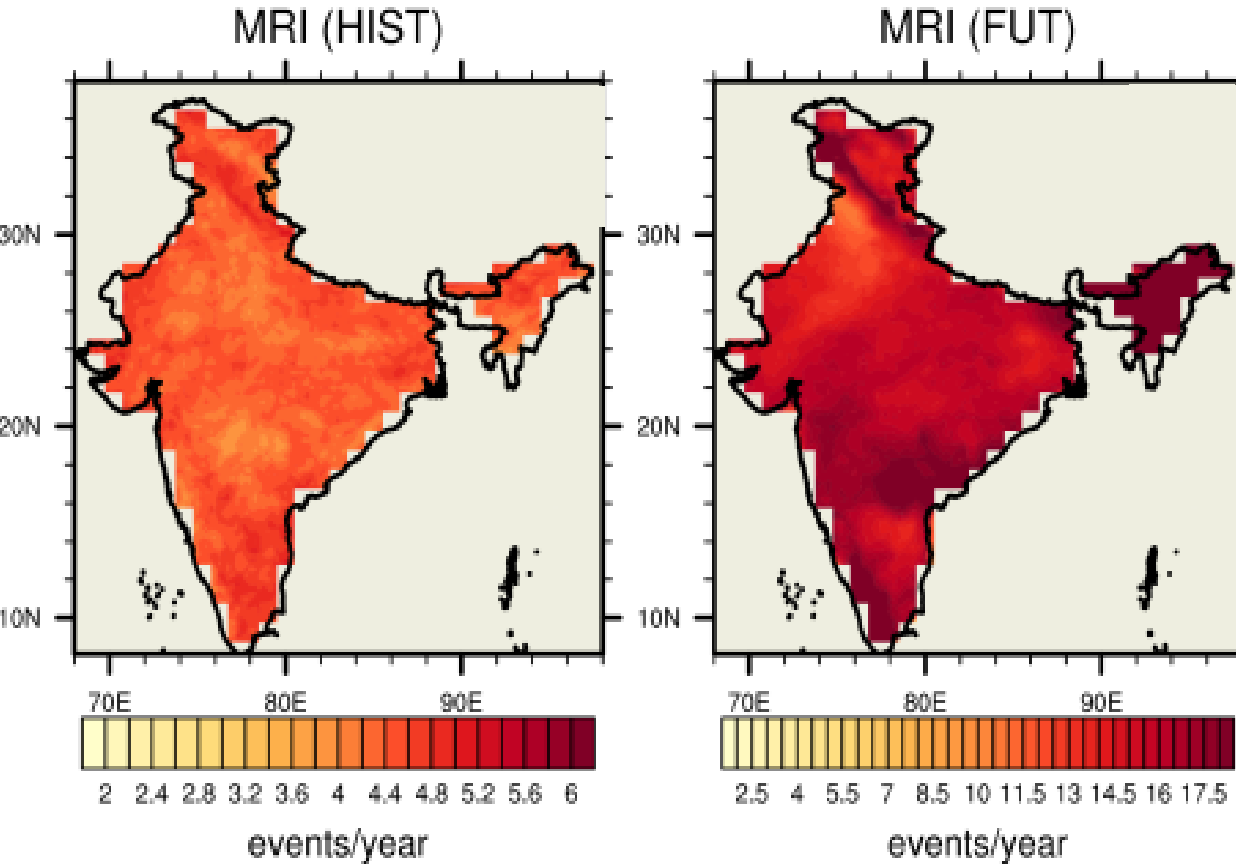 MRI (HIST) MRI (FUT)
30N 30N
20N 20N
10N 10N
70E 80E 90E 70E 80E 90E
2 2.4 2.8 3.2 3.6 4 4.4 4.8 5.2 5.6 6 2.5 4 5.5 7 8.5 10 11.5 13 14.5 16 17.5
events/year events/year